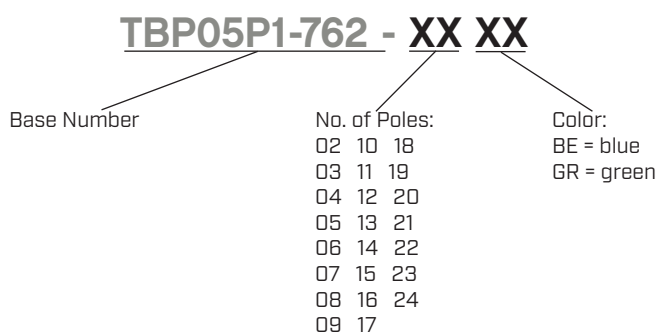 TBP05P1-762 - XX XX
Base Number
No. of Poles:
02 10 18
03 11 19
04 12 20
05 13 21
06 14 22
07 15 23
08 16 24
09 17
Color:
BE = blue
GR = green